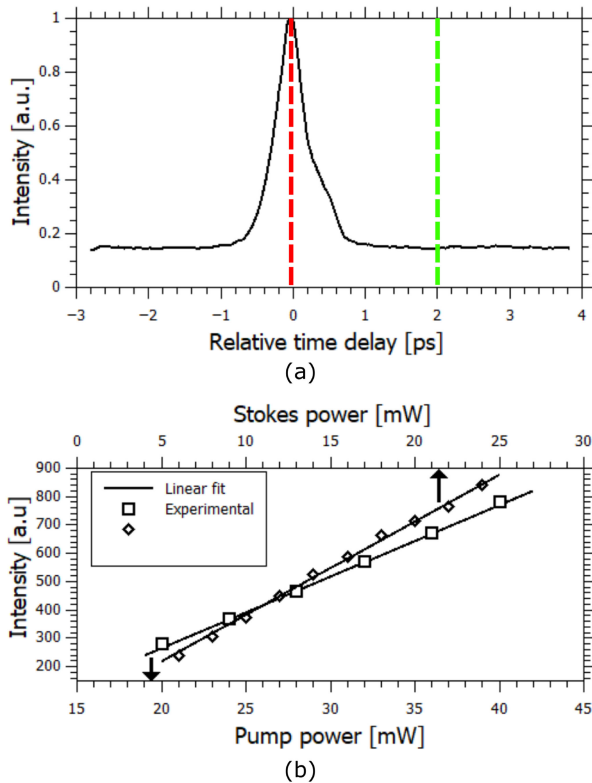 1
0.8
0.6
0.4
0.2
0
Intensity [a.u.]
−3 −2 −1 0 1 2 3 4
Relative time delay [ps]
(a)
Stokes power [mW]
0 5 10 15 20 25 30
900
800
700
600
500
400
300
200
Intensity [a.u]
Linear fit
Experimental
15 20 25 30 35 40 45
Pump power [mW]
(b)